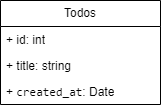 Todos
+ id: int
+ title: string
+ created_at: Date